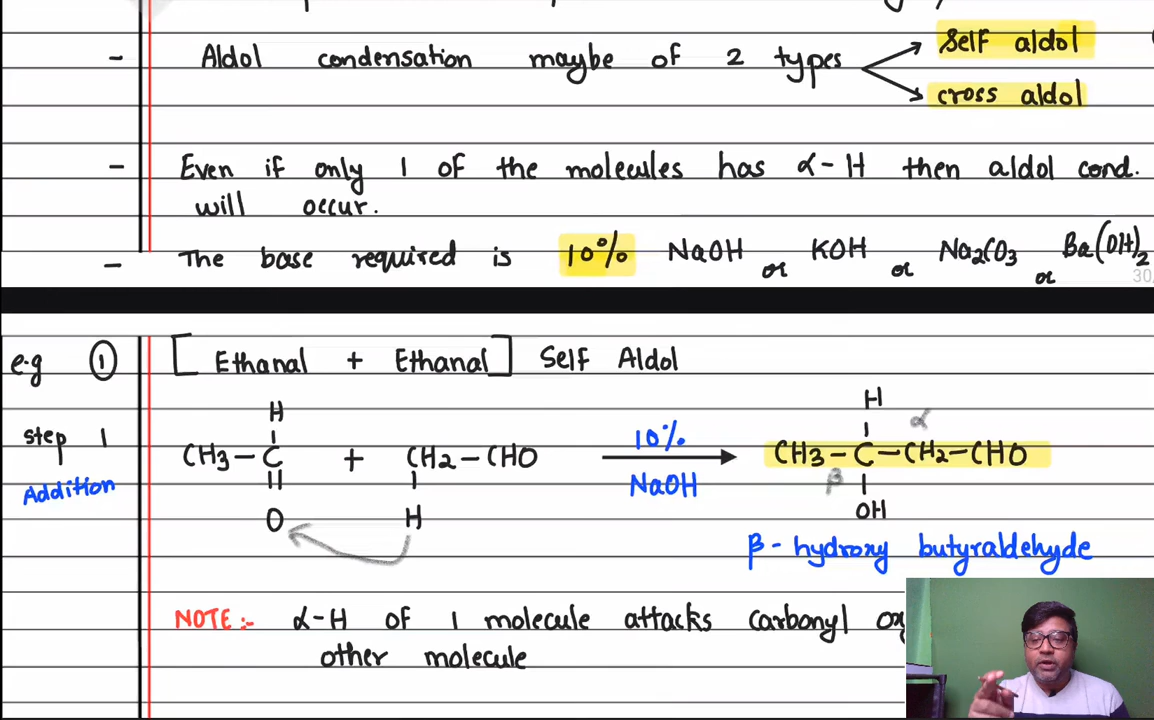 - Aldol condensation maybe of 2 types
self aldol
cross aldol
- Even if only 1 of the molecules has α-H then aldol cond.
will occur.
- The base required is 10% NaOH or KOH or Na2CO3 or Ba(OH)2
30,
e.g ① [Ethanal + Ethanal] Self Aldol
step 1
Addition
H
CH3-C + CH2-CHO
O H
10%
NaOH
H
α
CH3-C-CH2-CHO
β
OH
β-hydroxy butyraldehyde
NOTE:- α-H of 1 molecule attacks carbonyl
other molecule